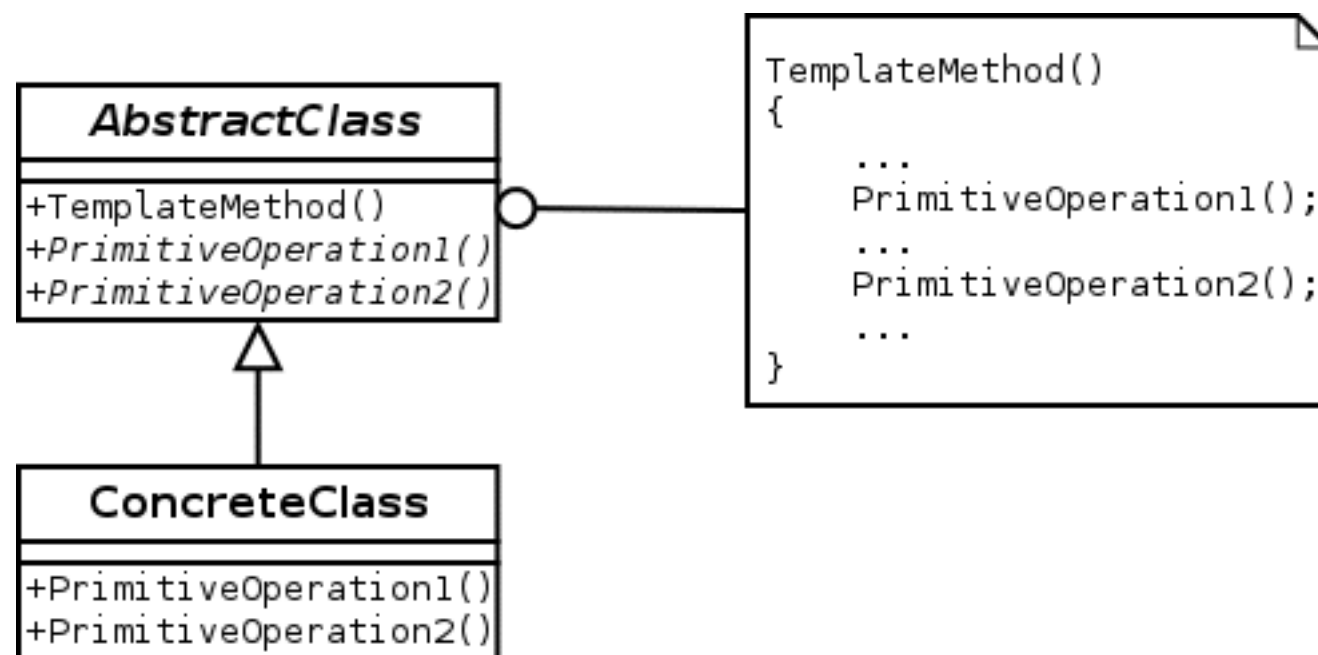 AbstractClass
+TemplateMethod()
+PrimitiveOperation1()
+PrimitiveOperation2()
TemplateMethod()
{
...
PrimitiveOperation1();
...
PrimitiveOperation2();
...
}
ConcreteClass
+PrimitiveOperation1()
+PrimitiveOperation2()